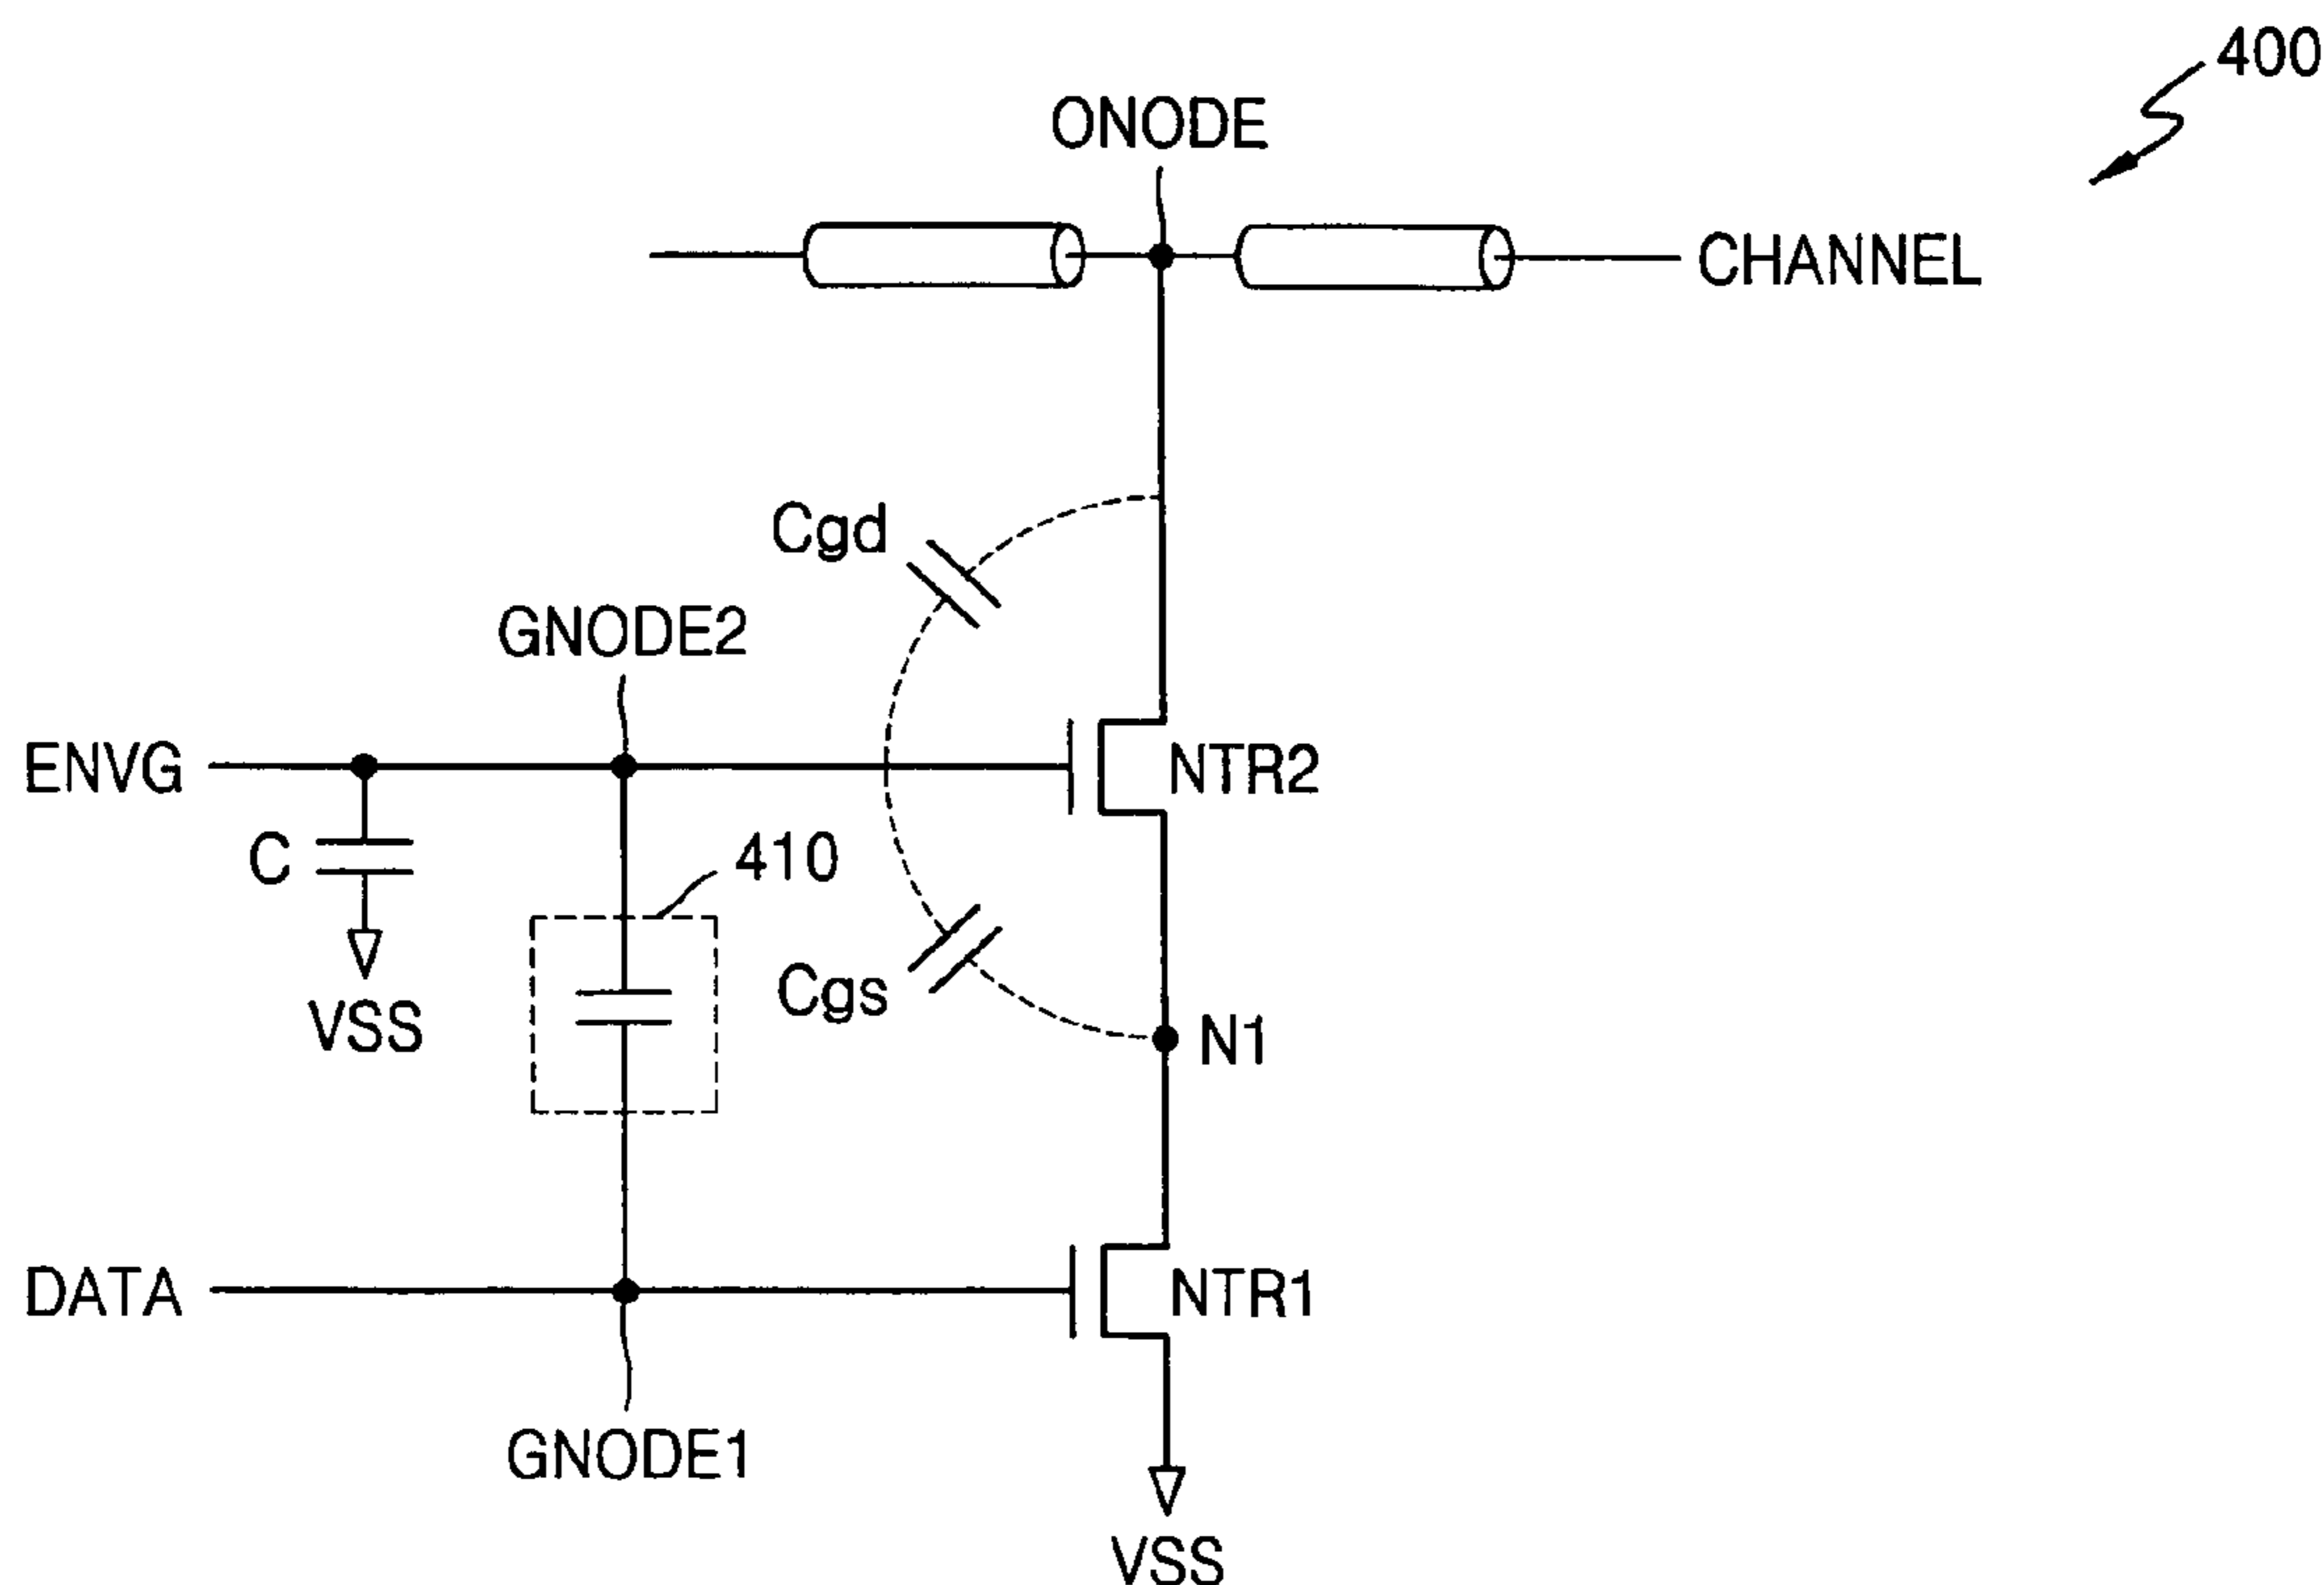 400
ONODE
CHANNEL
Cgd
GNODE2
ENVG
NTR2
C
410
Cgs
VSS
N1
DATA
NTR1
GNODE1
VSS